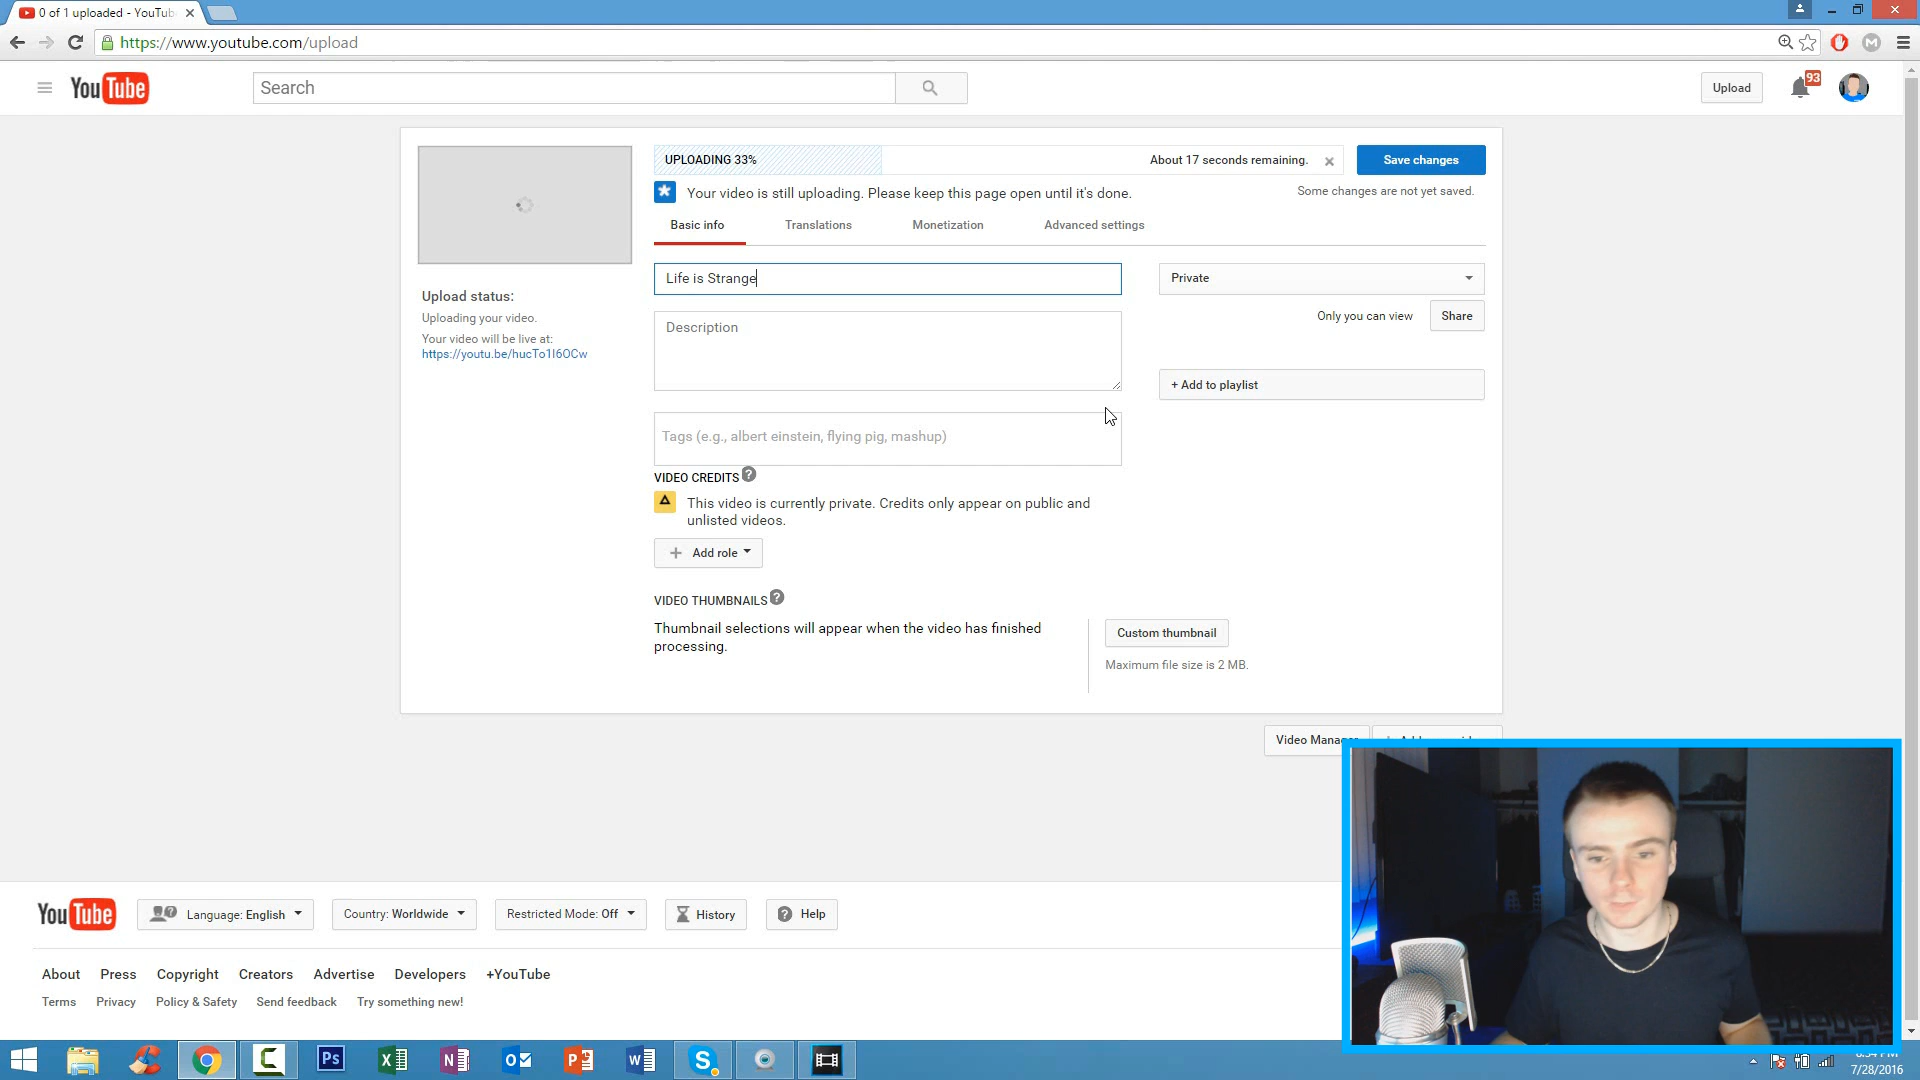 0 of 1 uploaded - YouTub
https://www.youtube.com/upload
YouTube
Search
Upload
93
UPLOADING 33%
About 17 seconds remaining.
Save changes
Your video is still uploading. Please keep this page open until it's done.
Some changes are not yet saved.
Basic info
Translations
Monetization
Advanced settings
Life is Strange
Private
Description
Only you can view
Share
Upload status:
Uploading your video.
Your video will be live at:
https://youtu.be/hucTo1I6OCw
+ Add to playlist
Tags (e.g., albert einstein, flying pig, mashup)
VIDEO CREDITS
This video is currently private. Credits only appear on public and
unlisted videos.
Add role
VIDEO THUMBNAILS
Thumbnail selections will appear when the video has finished
processing.
Custom thumbnail
Maximum file size is 2 MB.
Video Manager
YouTube
Language: English
Country: Worldwide
Restricted Mode: Off
History
Help
About Press Copyright Creators Advertise Developers +YouTube
Terms Privacy Policy & Safety Send feedback Try something new!
Ps
7/28/2016